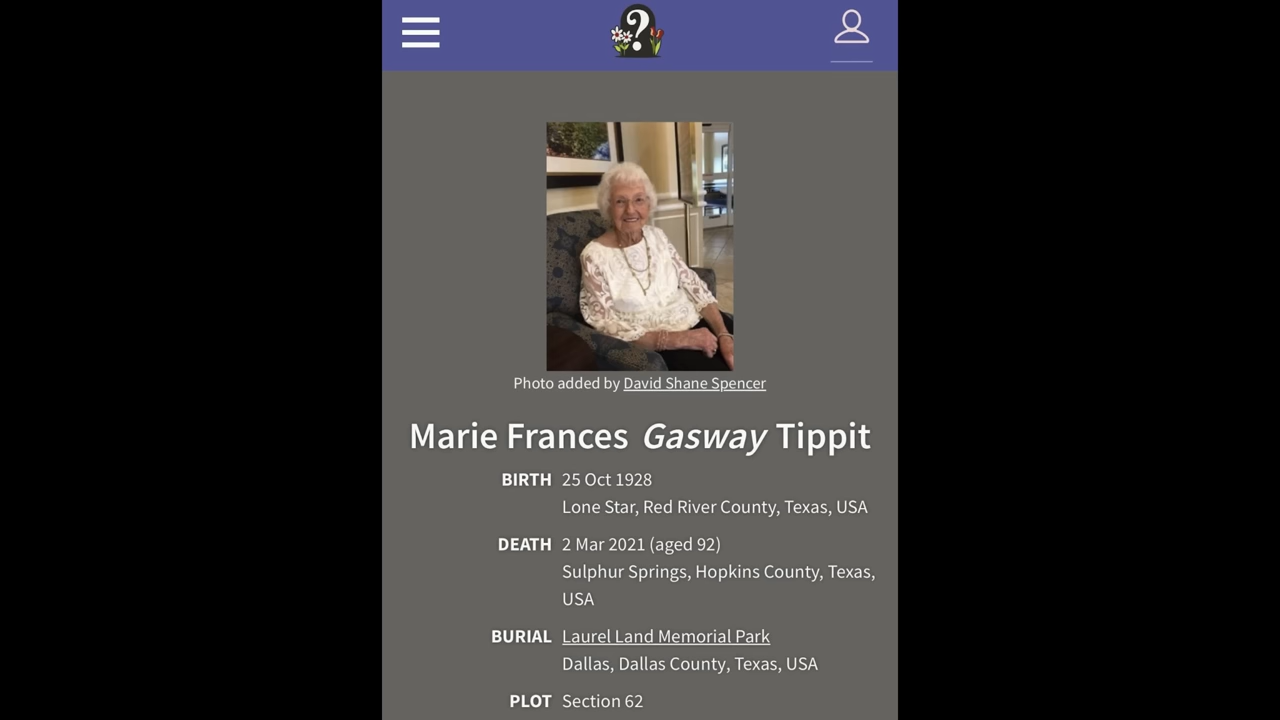 ?
Photo added by David Shane Spencer
Marie Frances Gasway Tippit
BIRTH 25 Oct 1928
Lone Star, Red River County, Texas, USA
DEATH 2 Mar 2021 (aged 92)
Sulphur Springs, Hopkins County, Texas,
USA
BURIAL Laurel Land Memorial Park
Dallas, Dallas County, Texas, USA
PLOT Section 62